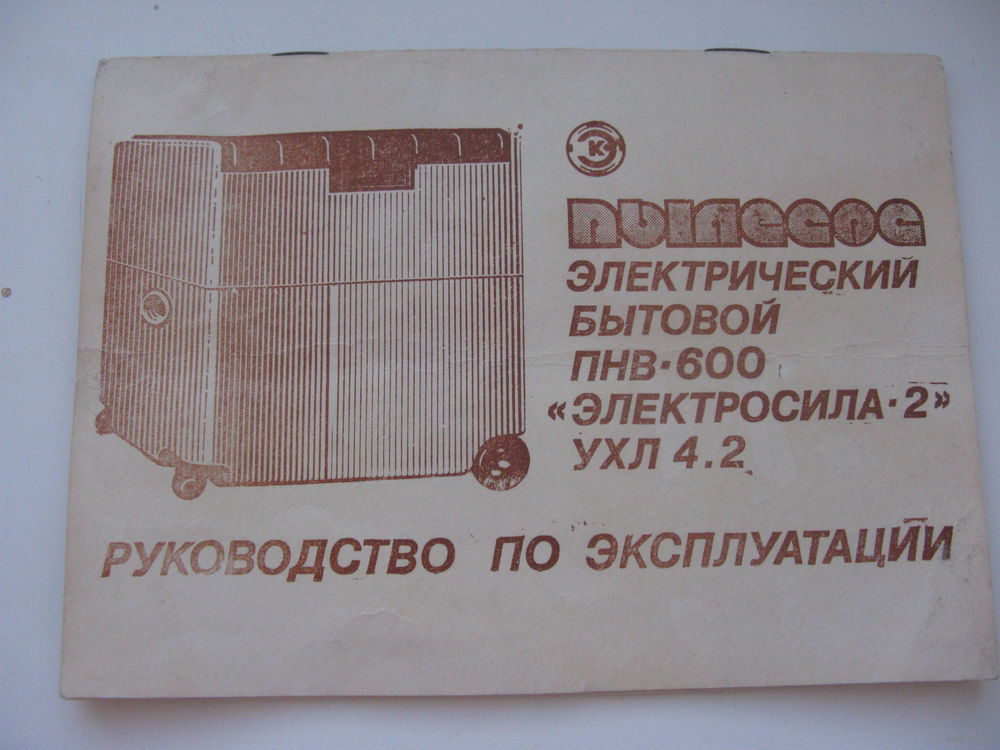 ПЫЛЕСОС
ЭЛЕКТРИЧЕСКИЙ
БЫТОВОЙ
ПНВ-600
«ЭЛЕКТРОСИЛА-2»
УХЛ 4.2
РУКОВОДСТВО ПО ЭКСПЛУАТАЦИИ